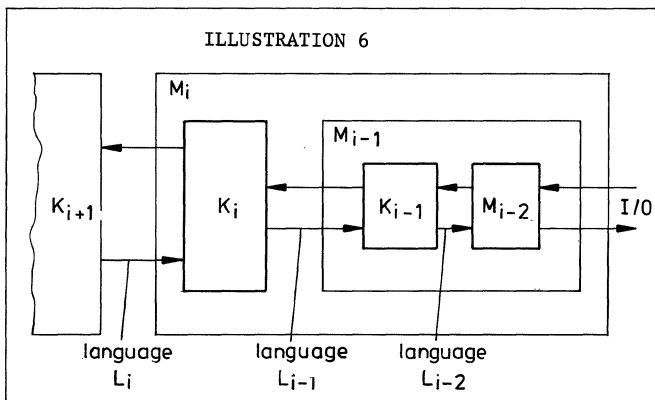 ILLUSTRATION 6
M_i
M_{i-1}
K_{i+1}
K_i
K_{i-1}
M_{i-2}
I/O
language
L_i
language
L_{i-1}
language
L_{i-2}